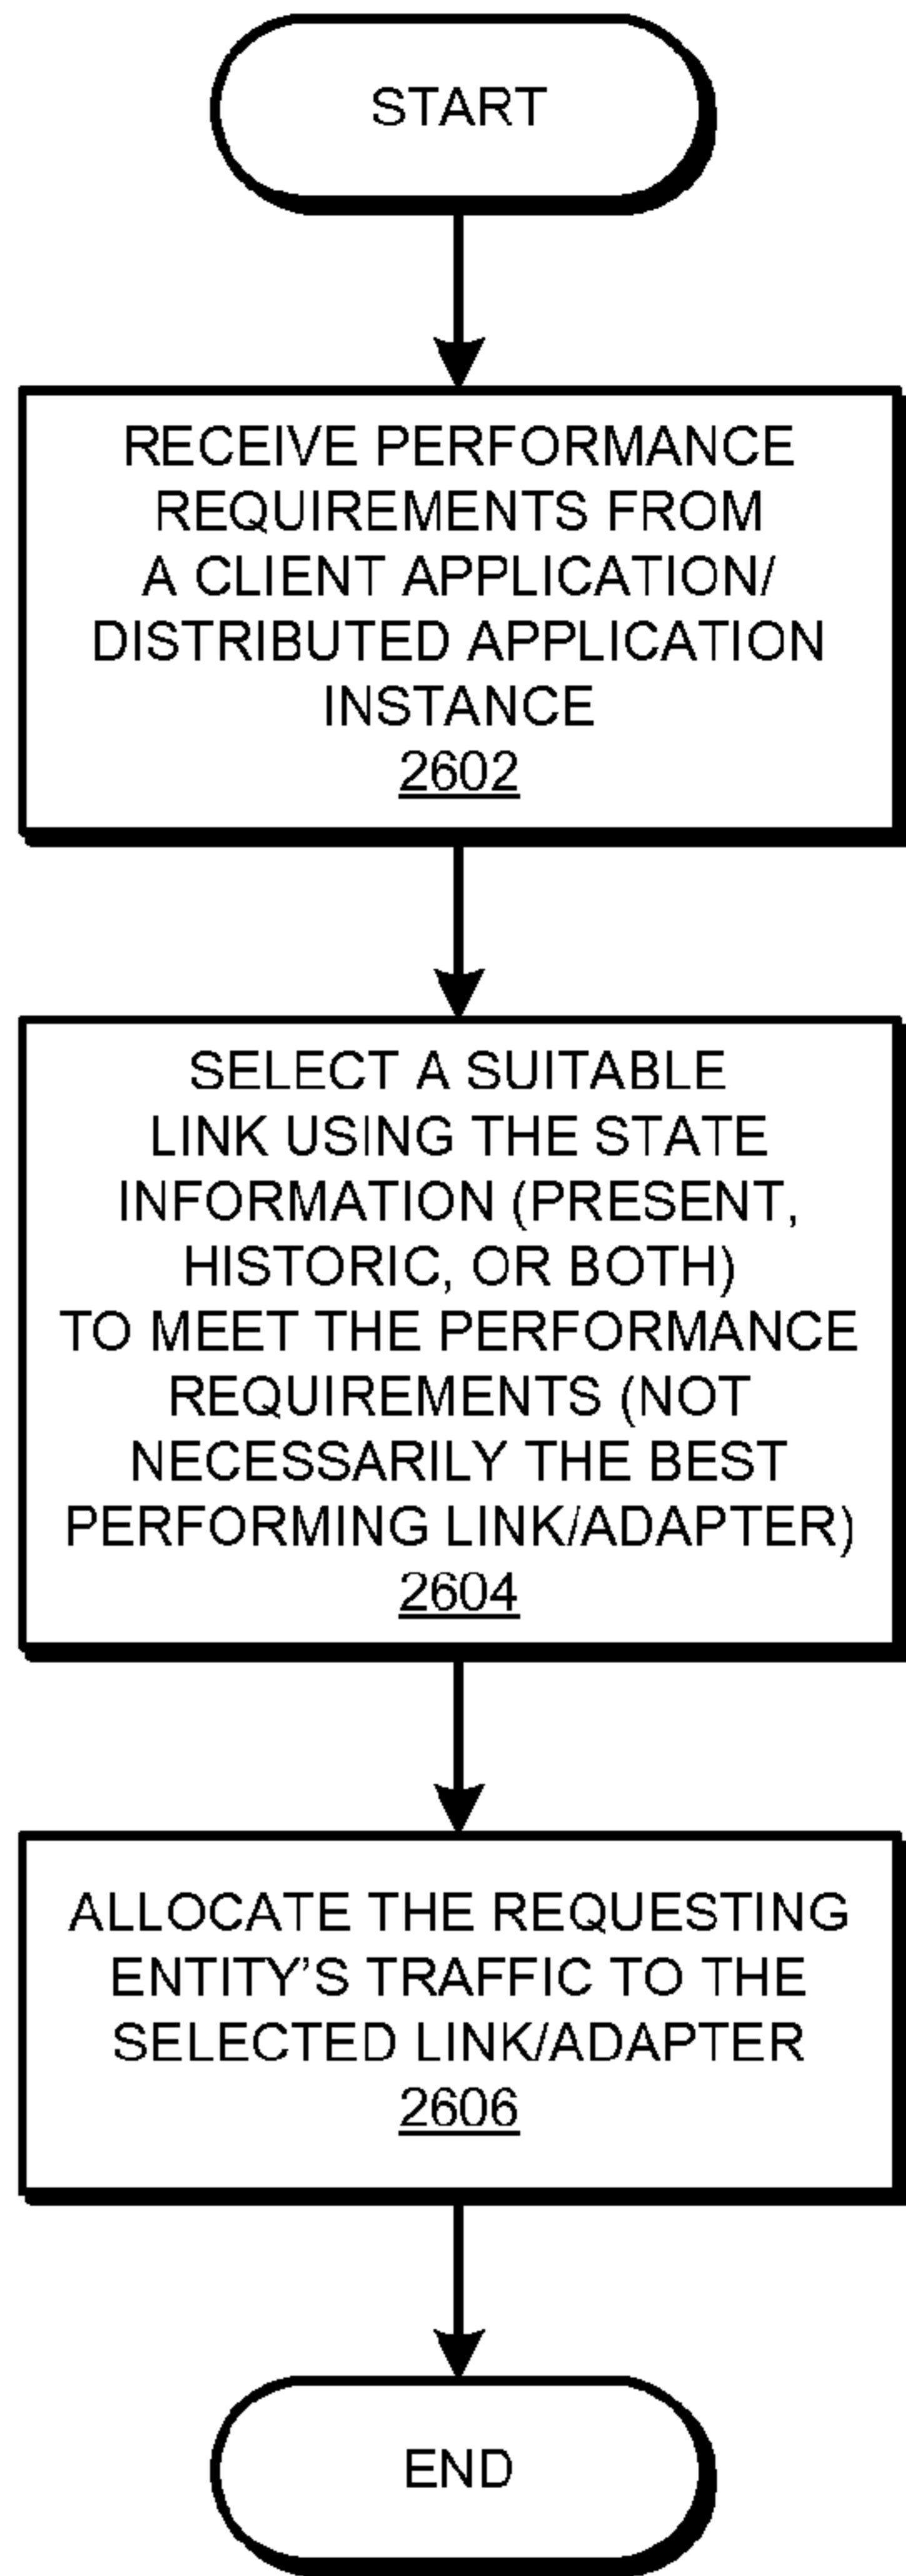 START
RECEIVE PERFORMANCE
REQUIREMENTS FROM
A CLIENT APPLICATION/
DISTRIBUTED APPLICATION
INSTANCE
2602
SELECT A SUITABLE
LINK USING THE STATE
INFORMATION (PRESENT,
HISTORIC, OR BOTH)
TO MEET THE PERFORMANCE
REQUIREMENTS (NOT
NECESSARILY THE BEST
PERFORMING LINK/ADAPTER)
2604
ALLOCATE THE REQUESTING
ENTITY’S TRAFFIC TO THE
SELECTED LINK/ADAPTER
2606
END